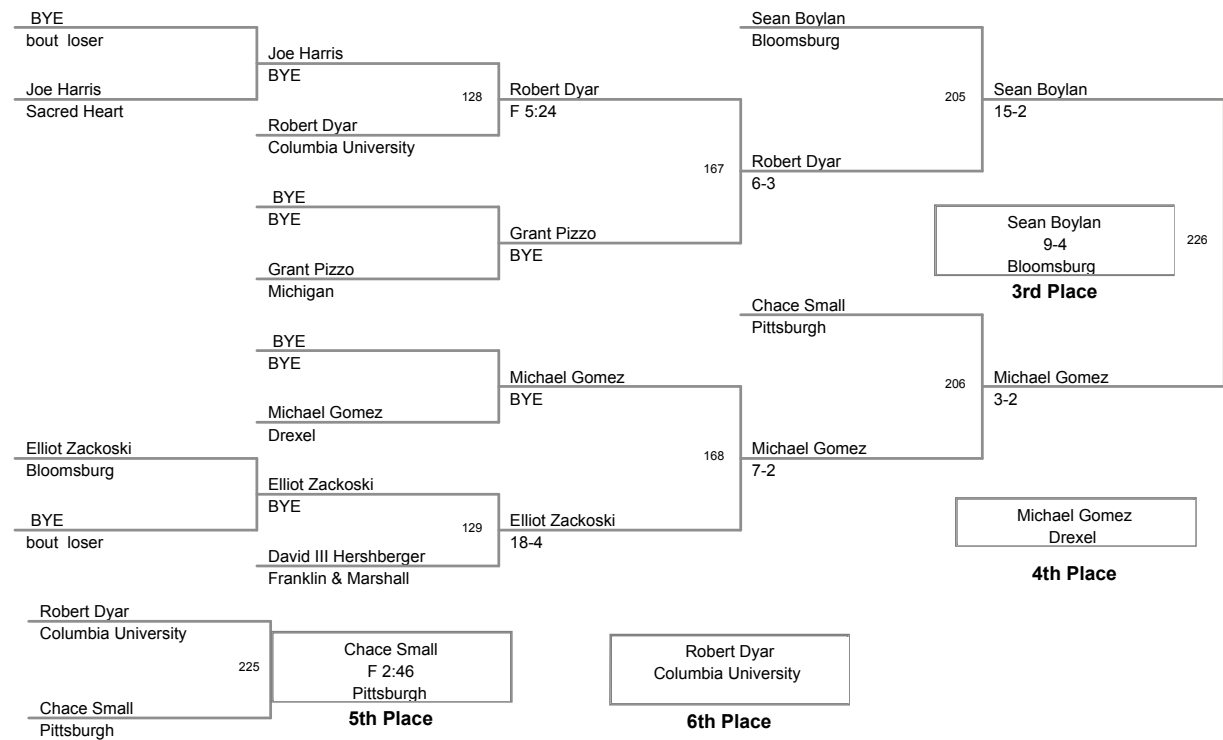 BYE
bout loser
Joe Harris
Sacred Heart
Joe Harris
BYE
128
Robert Dyar
Columbia University
Robert Dyar
F 5:24
BYE
BYE
Grant Pizzo
Michigan
Grant Pizzo
BYE
167
Robert Dyar
6-3
Sean Boylan
Bloomsburg
205
Sean Boylan
15-2
Sean Boylan
9-4
Bloomsburg
226
3rd Place
BYE
BYE
Michael Gomez
Drexel
Michael Gomez
BYE
Elliot Zackoski
Bloomsburg
BYE
bout loser
Elliot Zackoski
BYE
129
David III Hershberger
Franklin & Marshall
Elliot Zackoski
18-4
168
Michael Gomez
7-2
Chace Small
Pittsburgh
206
Michael Gomez
3-2
Michael Gomez
Drexel
4th Place
Robert Dyar
Columbia University
225
Chace Small
Pittsburgh
Chace Small
F 2:46
Pittsburgh
5th Place
Robert Dyar
Columbia University
6th Place